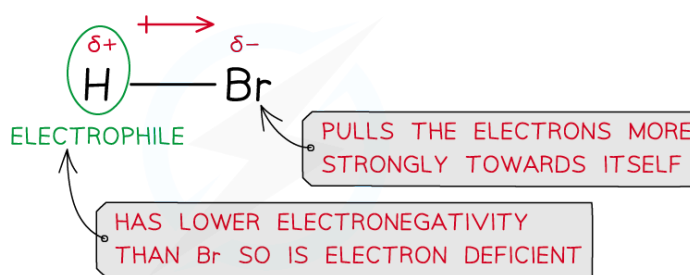 δ+ δ−
H Br
ELECTROPHILE
PULLS THE ELECTRONS MORE
STRONGLY TOWARDS ITSELF
HAS LOWER ELECTRONEGATIVITY
THAN Br SO IS ELECTRON DEFICIENT